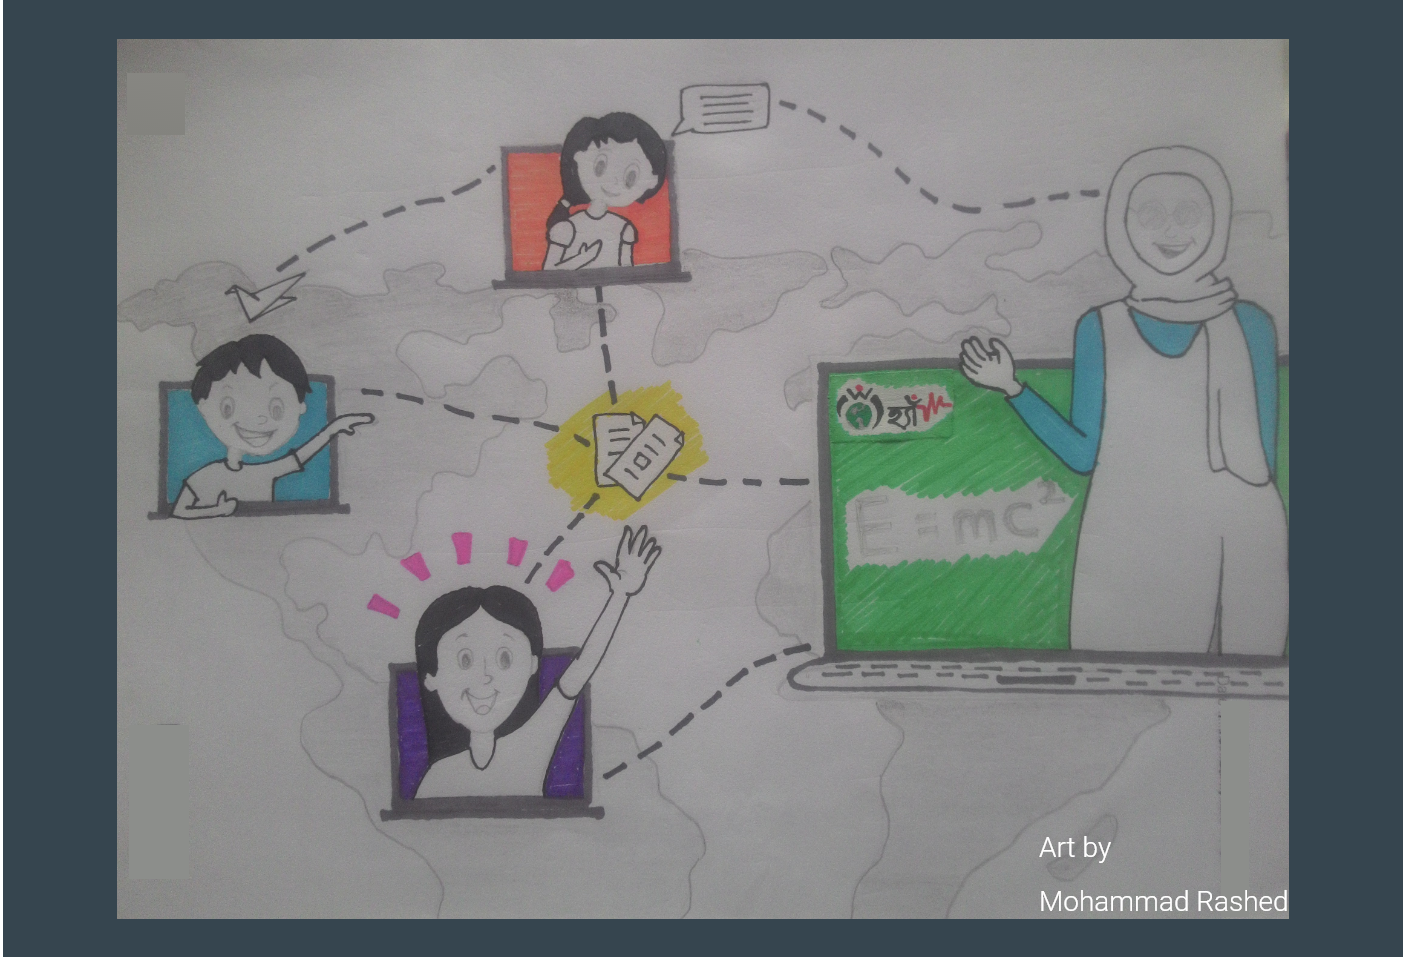 হ্যাঁ
E = mc²
Art by
Mohammad Rashed